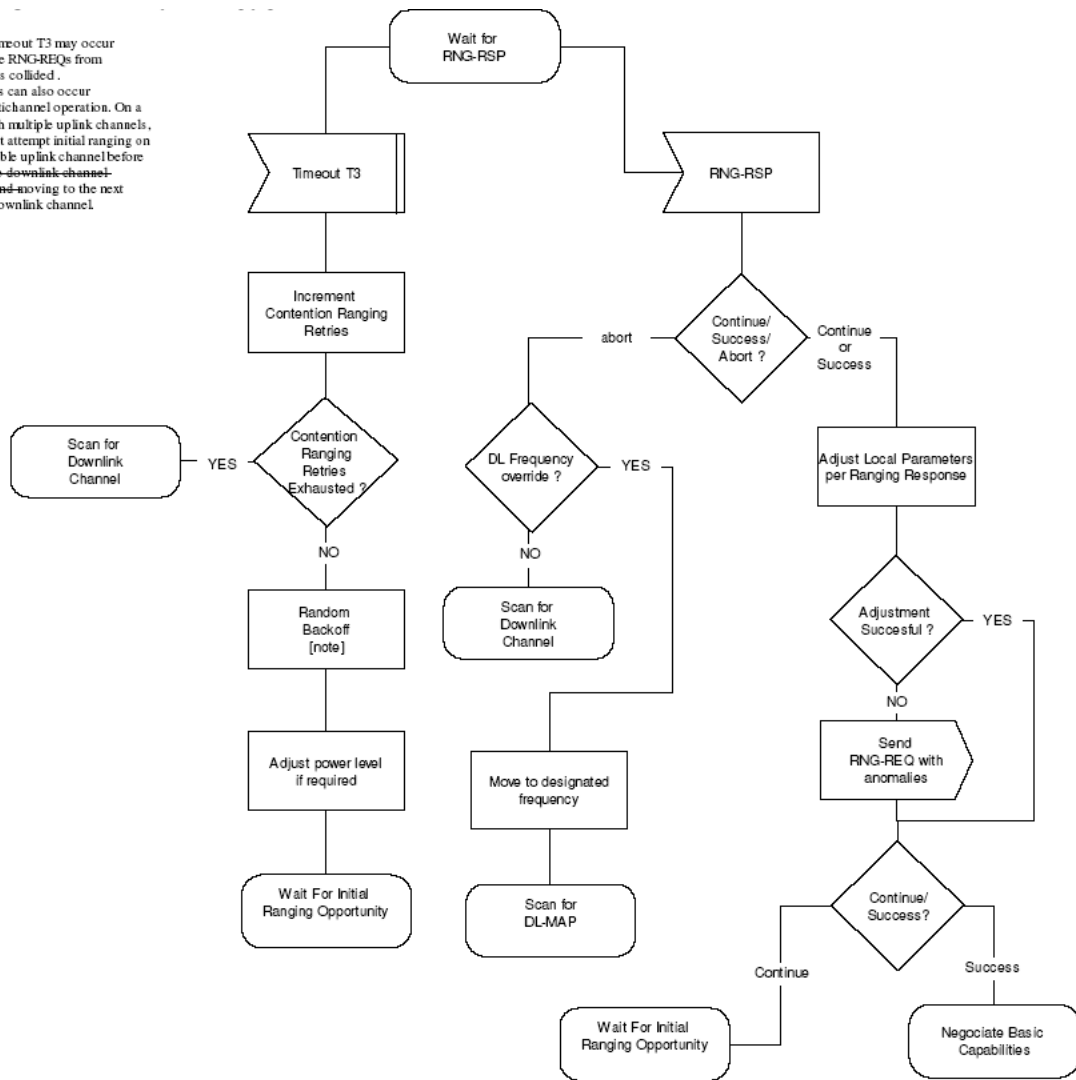 meout T3 may occur
e RNG-REQs from
s collided .
s can also occur
tichannel operation. On a
h multiple uplink channels,
t attempt initial ranging on
ble uplink channel before
downlink channel
nd moving to the next
ownlink channel.
Wait for
RNG-RSP
Timeout T3
RNG-RSP
Increment
Contention Ranging
Retries
Continue/
Success/
Abort ?
abort
Continue
or
Success
Contention
Ranging
Retries
Exhausted ?
YES
Scan for
Downlink
Channel
DL Frequency
override ?
YES
Adjust Local Parameters
per Ranging Response
NO
NO
Random
Backoff
[note]
Scan for
Downlink
Channel
Adjustment
Succesful ?
YES
NO
Adjust power level
if required
Move to designated
frequency
Send
RNG-REQ with
anomalies
Wait For Initial
Ranging Opportunity
Scan for
DL-MAP
Continue/
Success?
Continue
Success
Wait For Initial
Ranging Opportunity
Negociate Basic
Capabilities